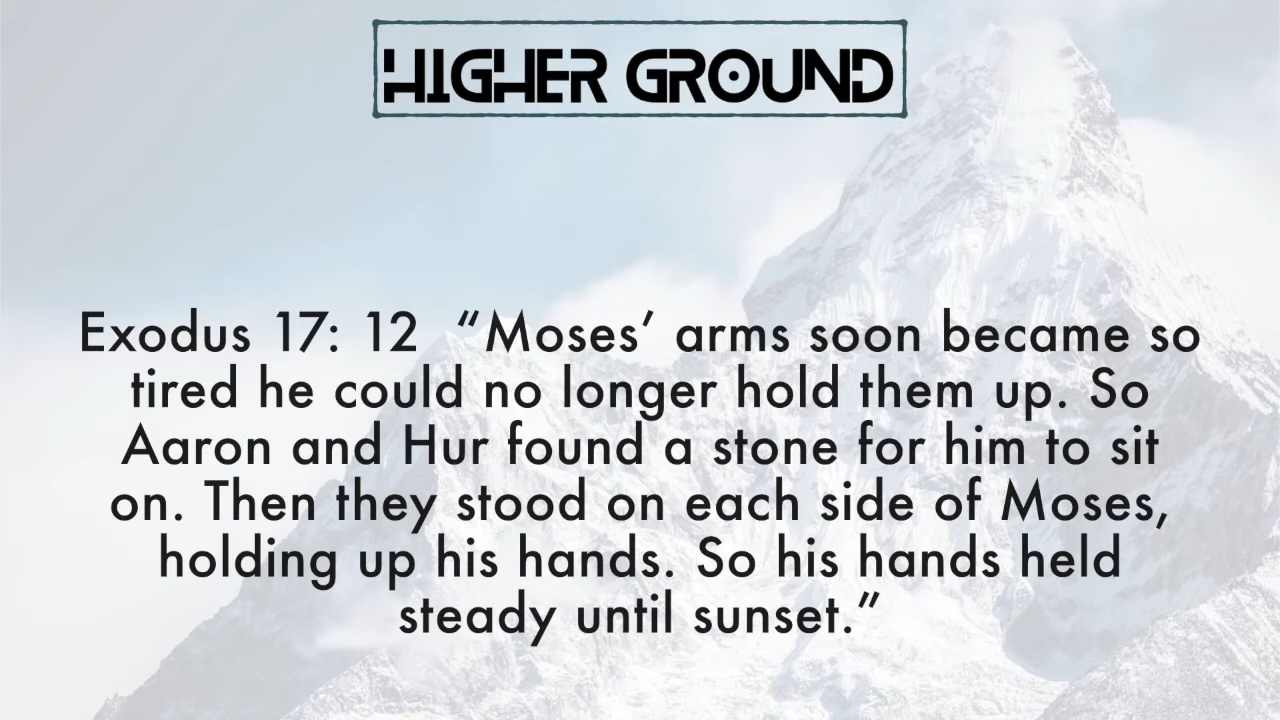 HIGHER GROUND
Exodus 17: 12  “Moses’ arms soon became so
tired he could no longer hold them up. So
Aaron and Hur found a stone for him to sit
on. Then they stood on each side of Moses,
holding up his hands. So his hands held
steady until sunset.”